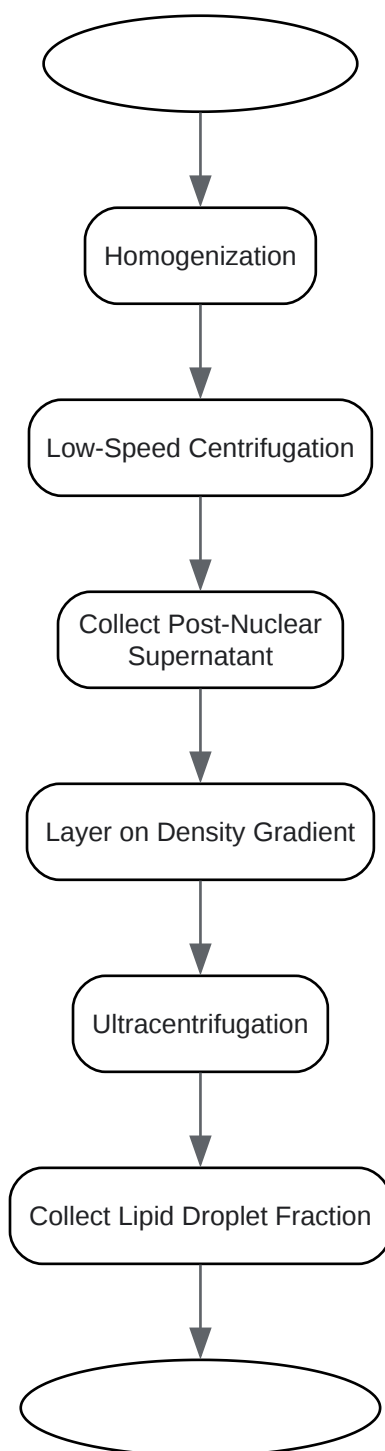 Homogenization
Low-Speed Centrifugation
Collect Post-Nuclear
Supernatant
Layer on Density Gradient
Ultracentrifugation
Collect Lipid Droplet Fraction